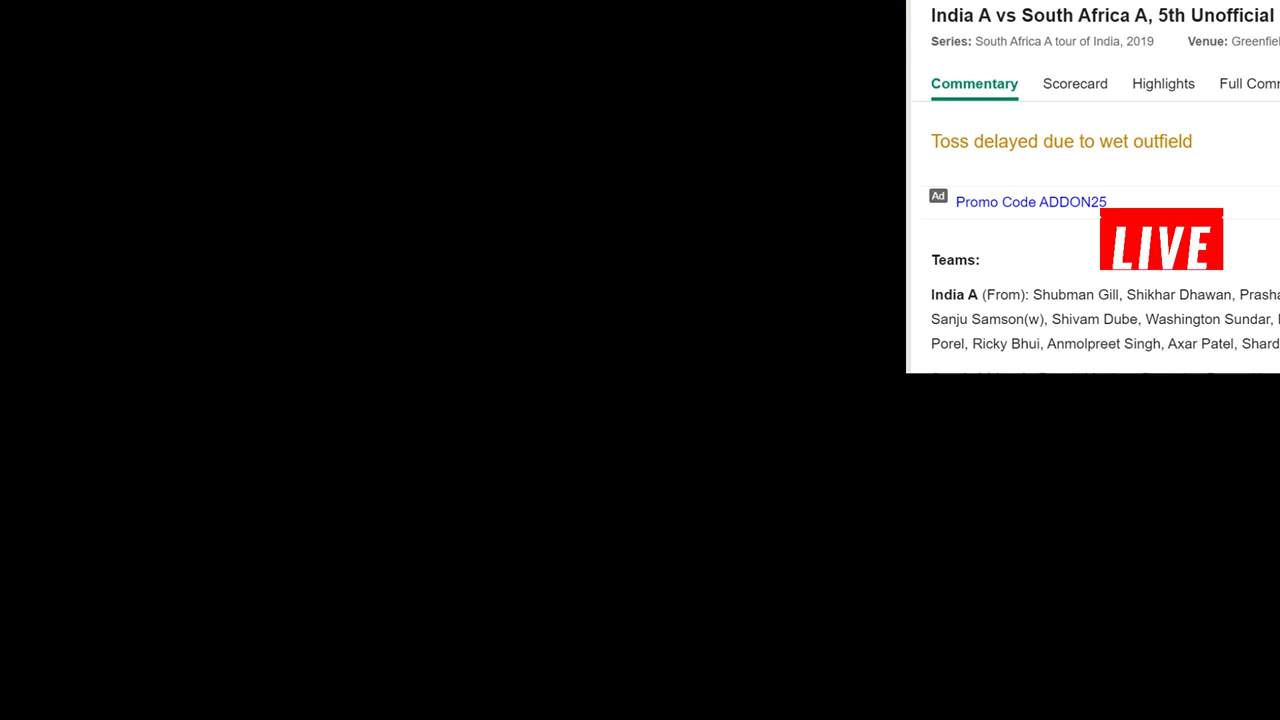 India A vs South Africa A, 5th Unofficial
Series: South Africa A tour of India, 2019 Venue:
Commentary Scorecard Highlights Full
Toss delayed due to wet outfield
Ad Promo Code ADDON25
LIVE
Teams:
India A (From): Shubman Gill, Shikhar Dhawan,
Sanju Samson(w), Shivam Dube, Washington Sundar,
Porel, Ricky Bhui, Anmolpreet Singh, Axar Patel,